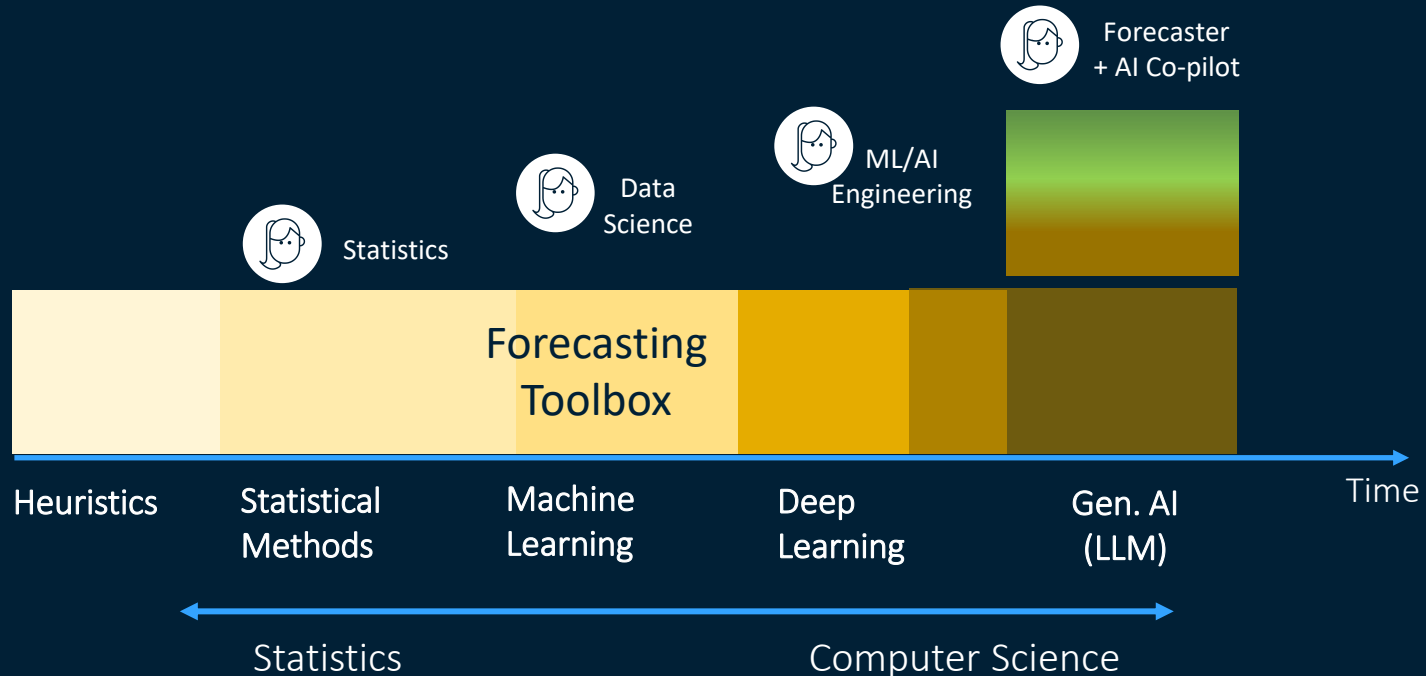 Forecaster
+ AI Co-pilot
ML/AI
Engineering
Data
Science
Statistics
Forecasting
Toolbox
Time
Heuristics
Statistical
Methods
Machine
Learning
Deep
Learning
Gen. AI
(LLM)
Statistics
Computer Science